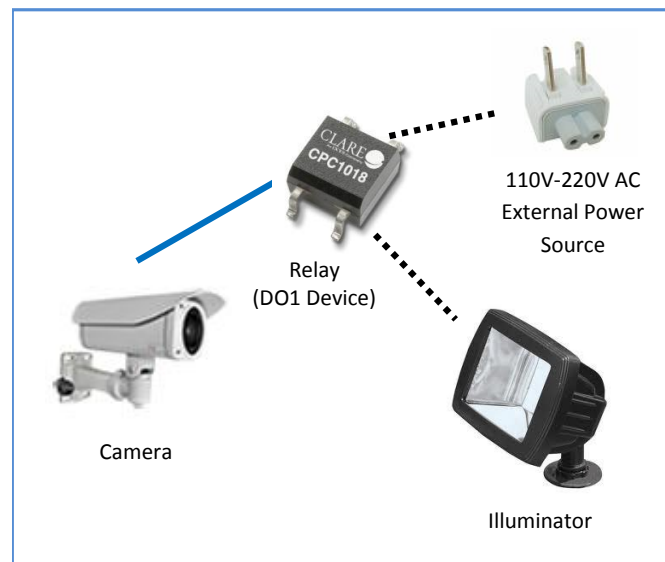 CLARE
CPC1018
110V-220V AC
External Power
Source
Relay
(DO1 Device)
Camera
Illuminator